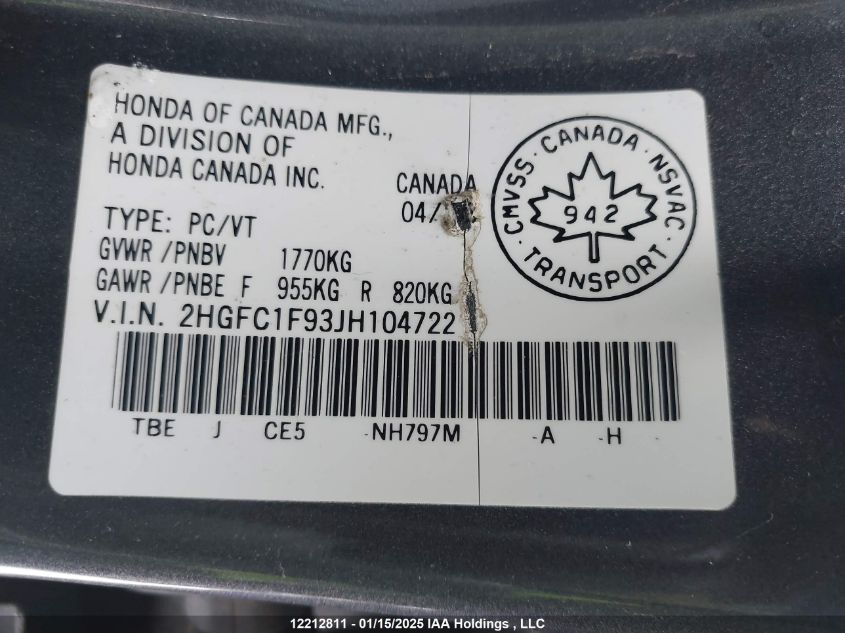 HONDA OF CANADA MFG.,
A DIVISION OF
HONDA CANADA INC.
CANADA
04/
TYPE: PC/VT
GVWR /PNBV 1770KG
GAWR /PNBE F 955KG R 820KG
V.I.N. 2HGFC1F93JH104722
TBE J CE5 NH797M A H
CMVSS · CANADA · NSVAC · TRANSPORT ·
942
12212811 - 01/15/2025 IAA Holdings , LLC